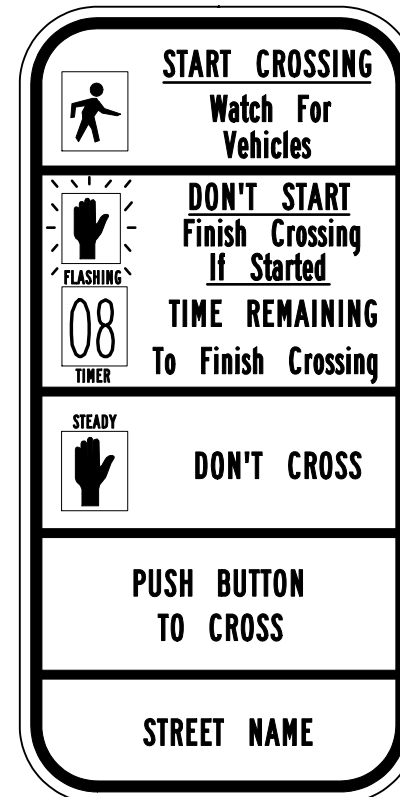 START CROSSING
Watch For
Vehicles
DON'T START
Finish Crossing
If Started
FLASHING
08
TIME REMAINING
To Finish Crossing
TIMER
STEADY
DON'T CROSS
PUSH BUTTON
TO CROSS
STREET NAME